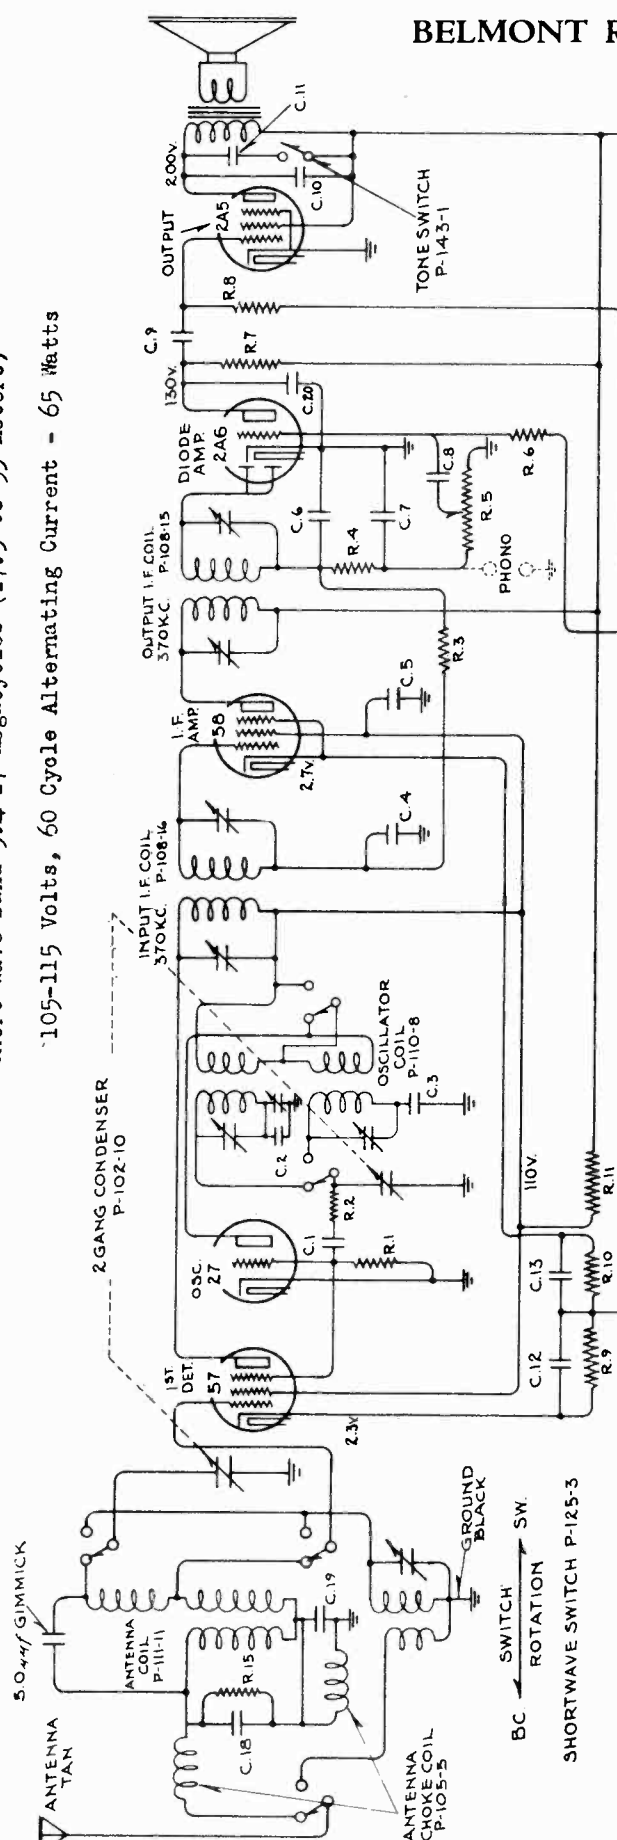 BELMONT R
105-115 Volts, 60 Cycle Alternating Current - 65 Watts
C.11
200V.
C.10
2A5
OUTPUT
TONE SWITCH
P-143-1
R.8
C.9
R.7
130V.
C.20
DIODE
AMP.
2A6
C.8
R.6
R.5
C.6
C.7
R.4
PHONO
OUTPUT I.F. COIL
370KC. P-108-15
R.3
I.F.
AMP.
58
2.7V.
C.5
C.4
INPUT I.F. COIL
370KC. P-108-16
OSCILLATOR
COIL
P-110-8
C.3
C.2
2 GANG CONDENSER
P-102-10
R.2
C.1
R.1
OSC.
27
110V.
R.11
C.13
R.10
C.12
R.9
1ST.
DET.
57
2.3V.
3.0 µµf GIMMICK
ANTENNA
COIL
P-111-11
C.19
R.15
C.18
GROUND
BLACK
ANTENNA
TAN
ANTENNA
CHOKE COIL
P-105-5
BC SWITCH SW.
ROTATION
SHORTWAVE SWITCH P-125-3